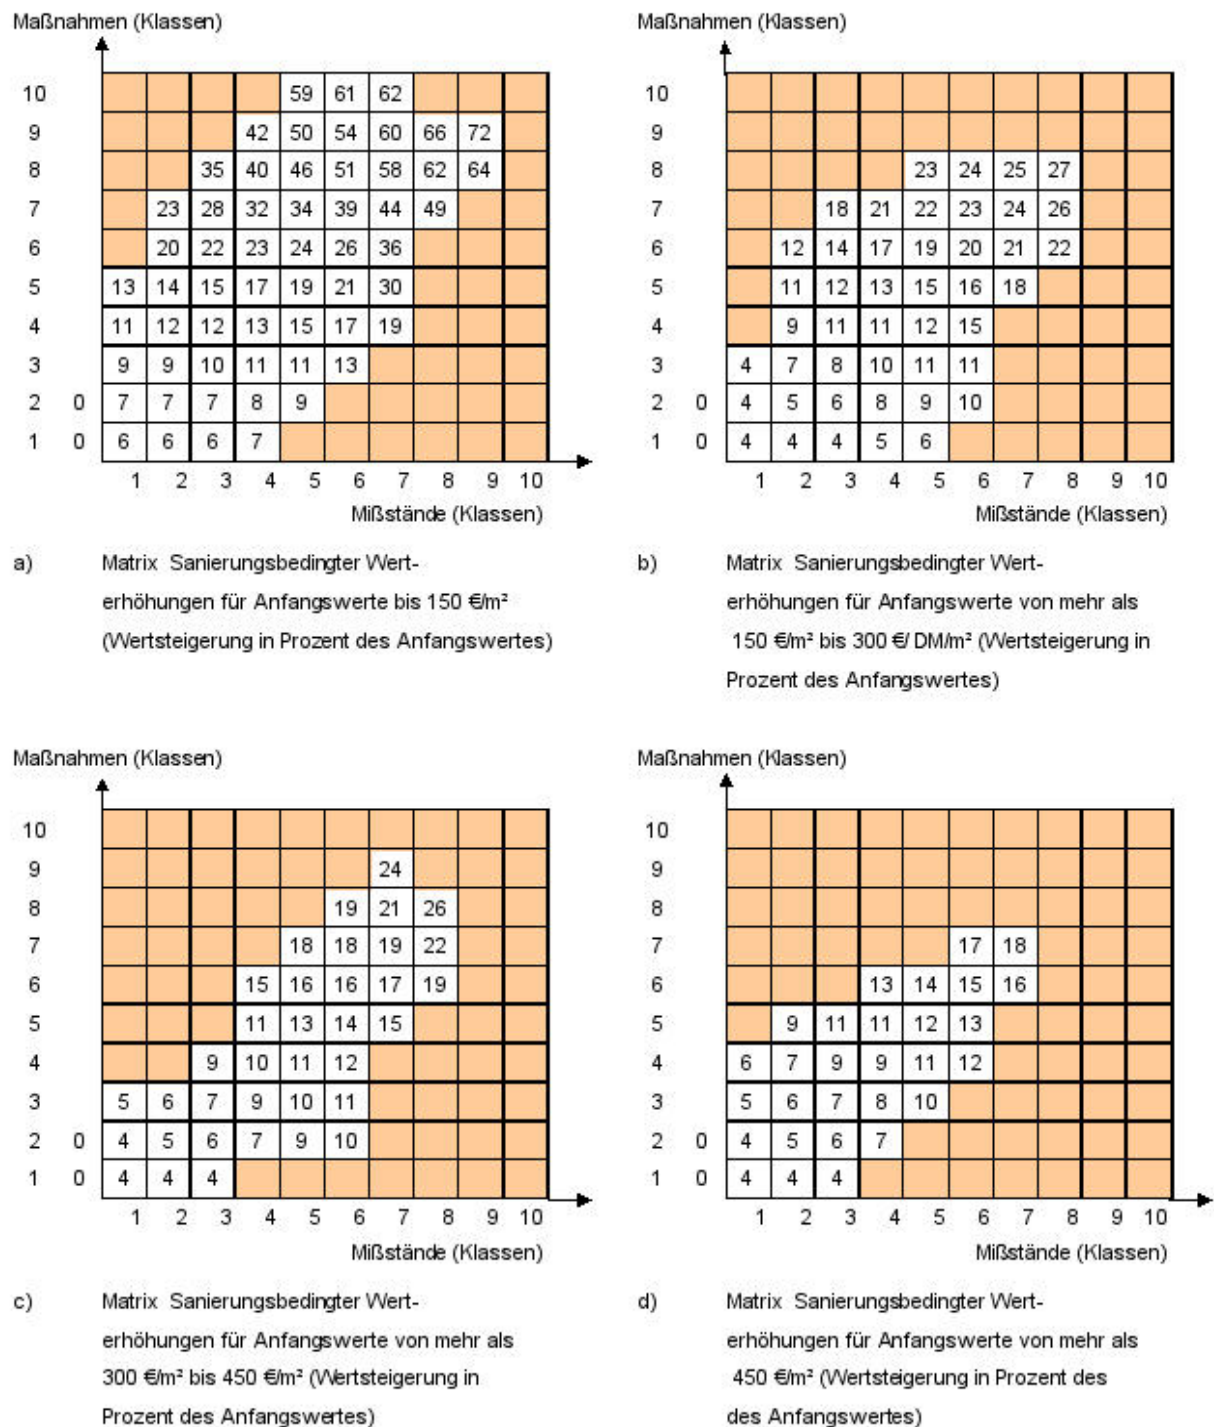 Maßnahmen (Klassen)
10 59 61 62
9 42 50 54 60 66 72
8 35 40 46 51 58 62 64
7 23 28 32 34 39 44 49
6 20 22 23 24 26 36
5 13 14 15 17 19 21 30
4 11 12 12 13 15 17 19
3 9 9 10 11 11 13
2 0 7 7 7 8 9
1 0 6 6 6 7
1 2 3 4 5 6 7 8 9 10
Mißstände (Klassen)
a) Matrix Sanierungsbedingter Wert-
erhöhungen für Anfangswerte bis 150 €/m²
(Wertsteigerung in Prozent des Anfangswertes)
Maßnahmen (Klassen)
10
9
8 23 24 25 27
7 18 21 22 23 24 26
6 12 14 17 19 20 21 22
5 11 12 13 15 16 18
4 9 11 11 12 15
3 4 7 8 10 11 11
2 0 4 5 6 8 9 10
1 0 4 4 4 5 6
1 2 3 4 5 6 7 8 9 10
Mißstände (Klassen)
b) Matrix Sanierungsbedingter Wert-
erhöhungen für Anfangswerte von mehr als
150 €/m² bis 300 €/ DM/m² (Wertsteigerung in
Prozent des Anfangswertes)
Maßnahmen (Klassen)
10
9 24
8 19 21 26
7 18 18 19 22
6 15 16 16 17 19
5 11 13 14 15
4 9 10 11 12
3 5 6 7 9 10 11
2 0 4 5 6 7 9 10
1 0 4 4 4
1 2 3 4 5 6 7 8 9 10
Mißstände (Klassen)
c) Matrix Sanierungsbedingter Wert-
erhöhungen für Anfangswerte von mehr als
300 €/m² bis 450 €/m² (Wertsteigerung in
Prozent des Anfangswertes)
Maßnahmen (Klassen)
10
9
8
7 17 18
6 13 14 15 16
5 9 11 11 12 13
4 6 7 9 9 11 12
3 5 6 7 8 10
2 0 4 5 6 7
1 0 4 4 4
1 2 3 4 5 6 7 8 9 10
Mißstände (Klassen)
d) Matrix Sanierungsbedingter Wert-
erhöhungen für Anfangswerte von mehr als
450 €/m² (Wertsteigerung in Prozent des
des Anfangswertes)